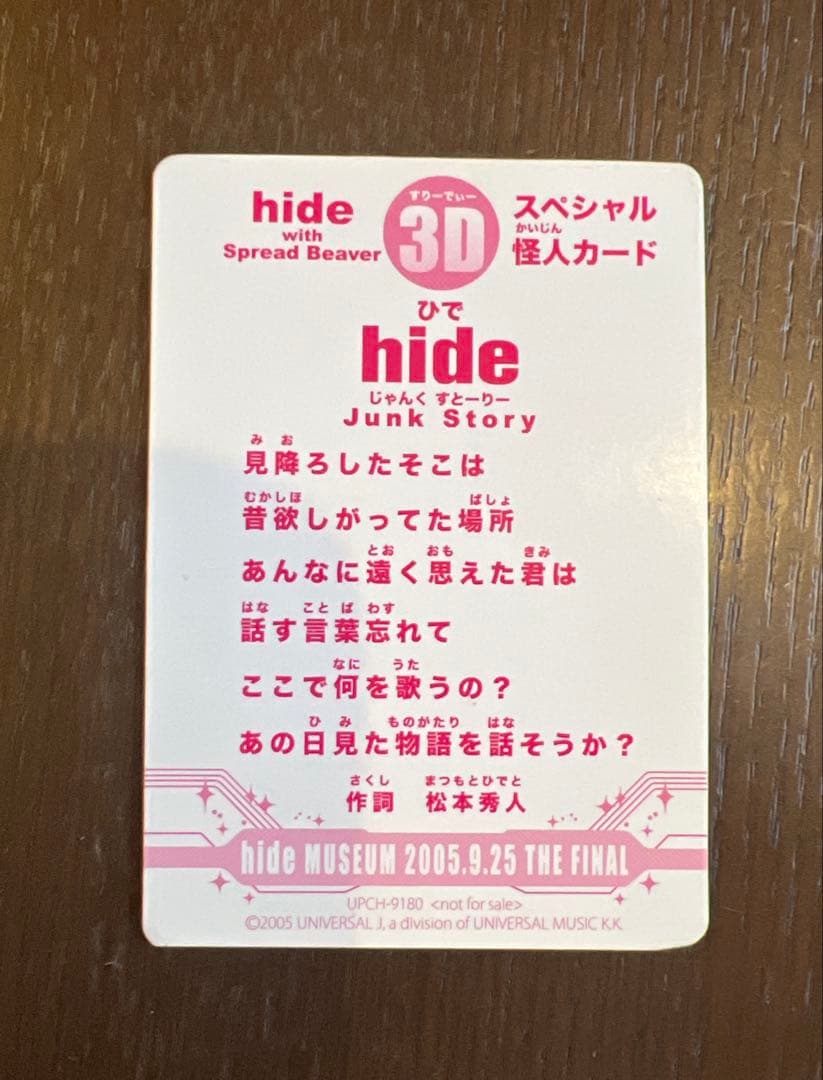 hide
with
Spread Beaver
すりーでぃー
3D
スペシャル
かいじん
怪人カード
ひで
hide
じゃんく すとーりー
Junk Story
み お
見降ろしたそこは
むかしほ ばしょ
昔欲しがってた場所
とお おも きみ
あんなに遠く思えた君は
はな こと ば わす
話す言葉忘れて
なに うた
ここで何を歌うの?
ひ み ものがたり はな
あの日見た物語を話そうか?
さくし まつもとひでと
作詞 松本秀人
hide MUSEUM 2005.9.25 THE FINAL
UPCH-9180 <not for sale>
©2005 UNIVERSAL J, a division of UNIVERSAL MUSIC K.K.